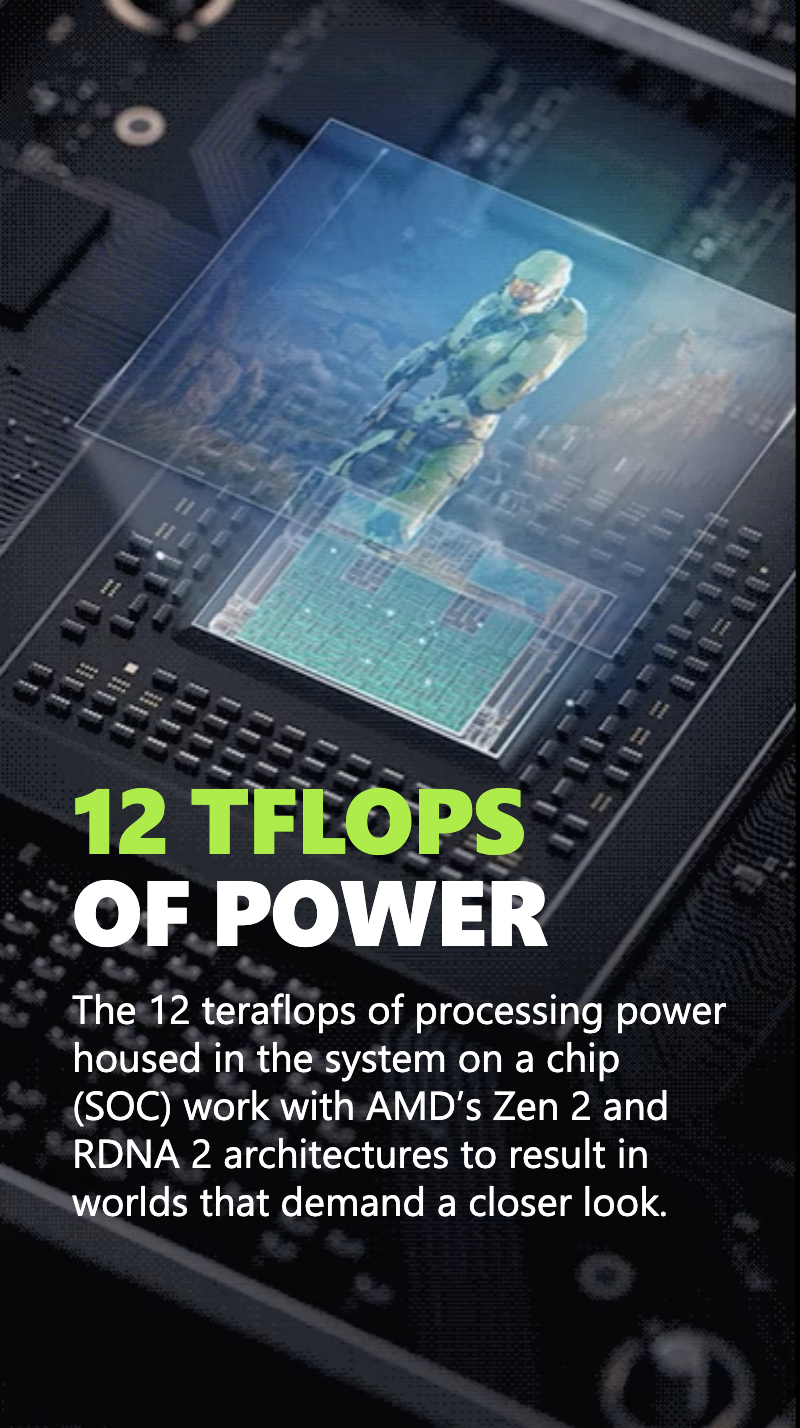 12 TFLOPS
OF POWER
The 12 teraflops of processing power
housed in the system on a chip
(SOC) work with AMD’s Zen 2 and
RDNA 2 architectures to result in
worlds that demand a closer look.